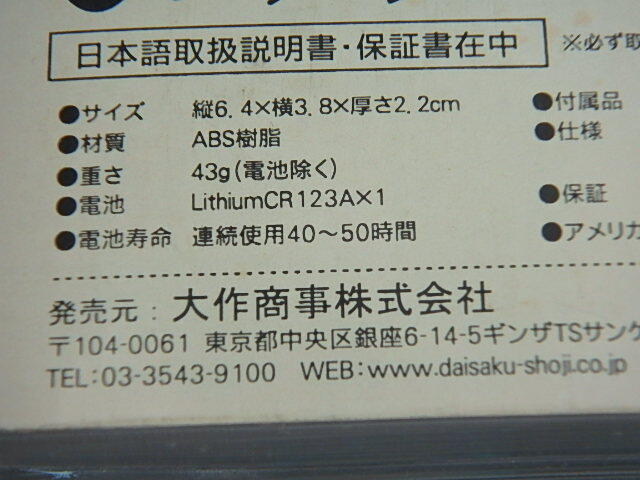 日本語取扱説明書・保証書在中
※必ず取
●サイズ 縦6.4×横3.8×厚さ2.2cm
●付属品
●材質 ABS樹脂
●仕様
●重さ 43g(電池除く)
●電池 LithiumCR123A×1
●保証
●電池寿命 連続使用40〜50時間
●アメリカ
発売元：大作商事株式会社
〒104-0061 東京都中央区銀座6-14-5ギンザTSサンケ
TEL:03-3543-9100 WEB:www.daisaku-shoji.co.jp